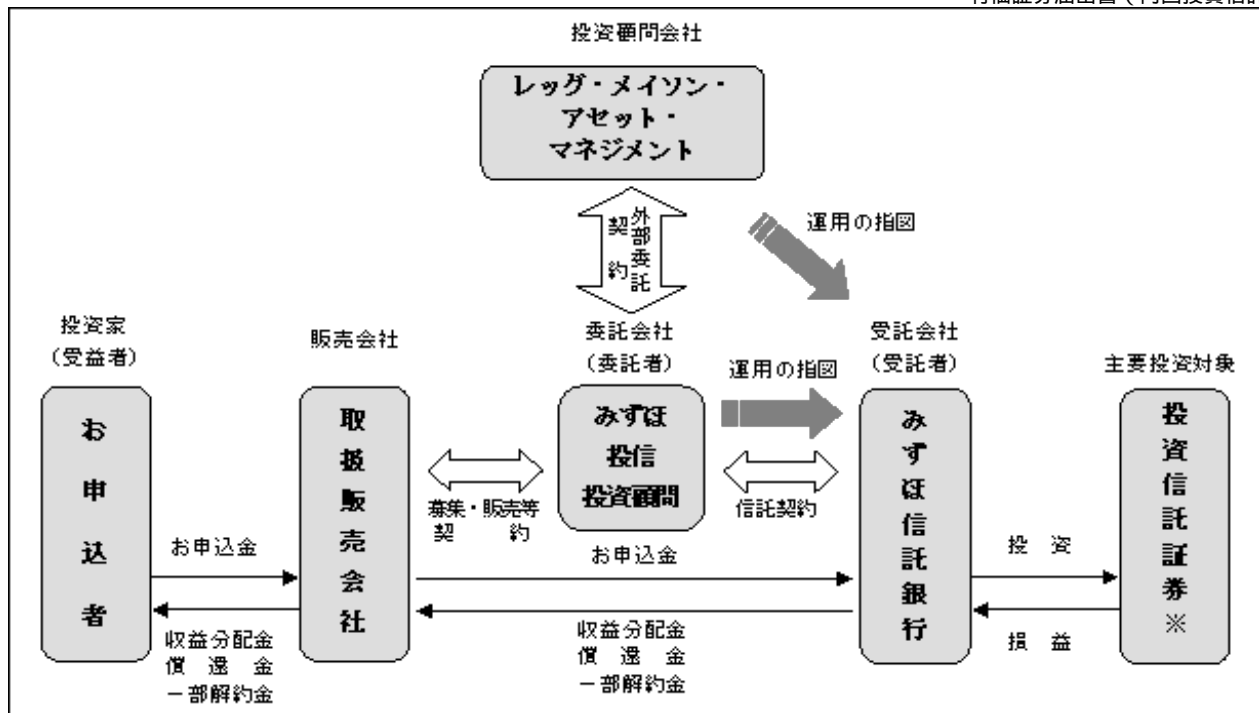 投資顧問会社
レッグ・メイソン・
アセット・
マネジメント
外部委託
契約
運用の指図
投資家
(受益者)
お申込者
販売会社
取扱販売会社
委託会社
(委託者)
みずほ
投信
投資顧問
運用の指図
受託会社
(受託者)
みずほ信託銀行
主要投資対象
投資信託証券※
募集・販売等
契約
信託契約
お申込金
お申込金
投資
収益分配金
償還金
一部解約金
収益分配金
償還金
一部解約金
損益